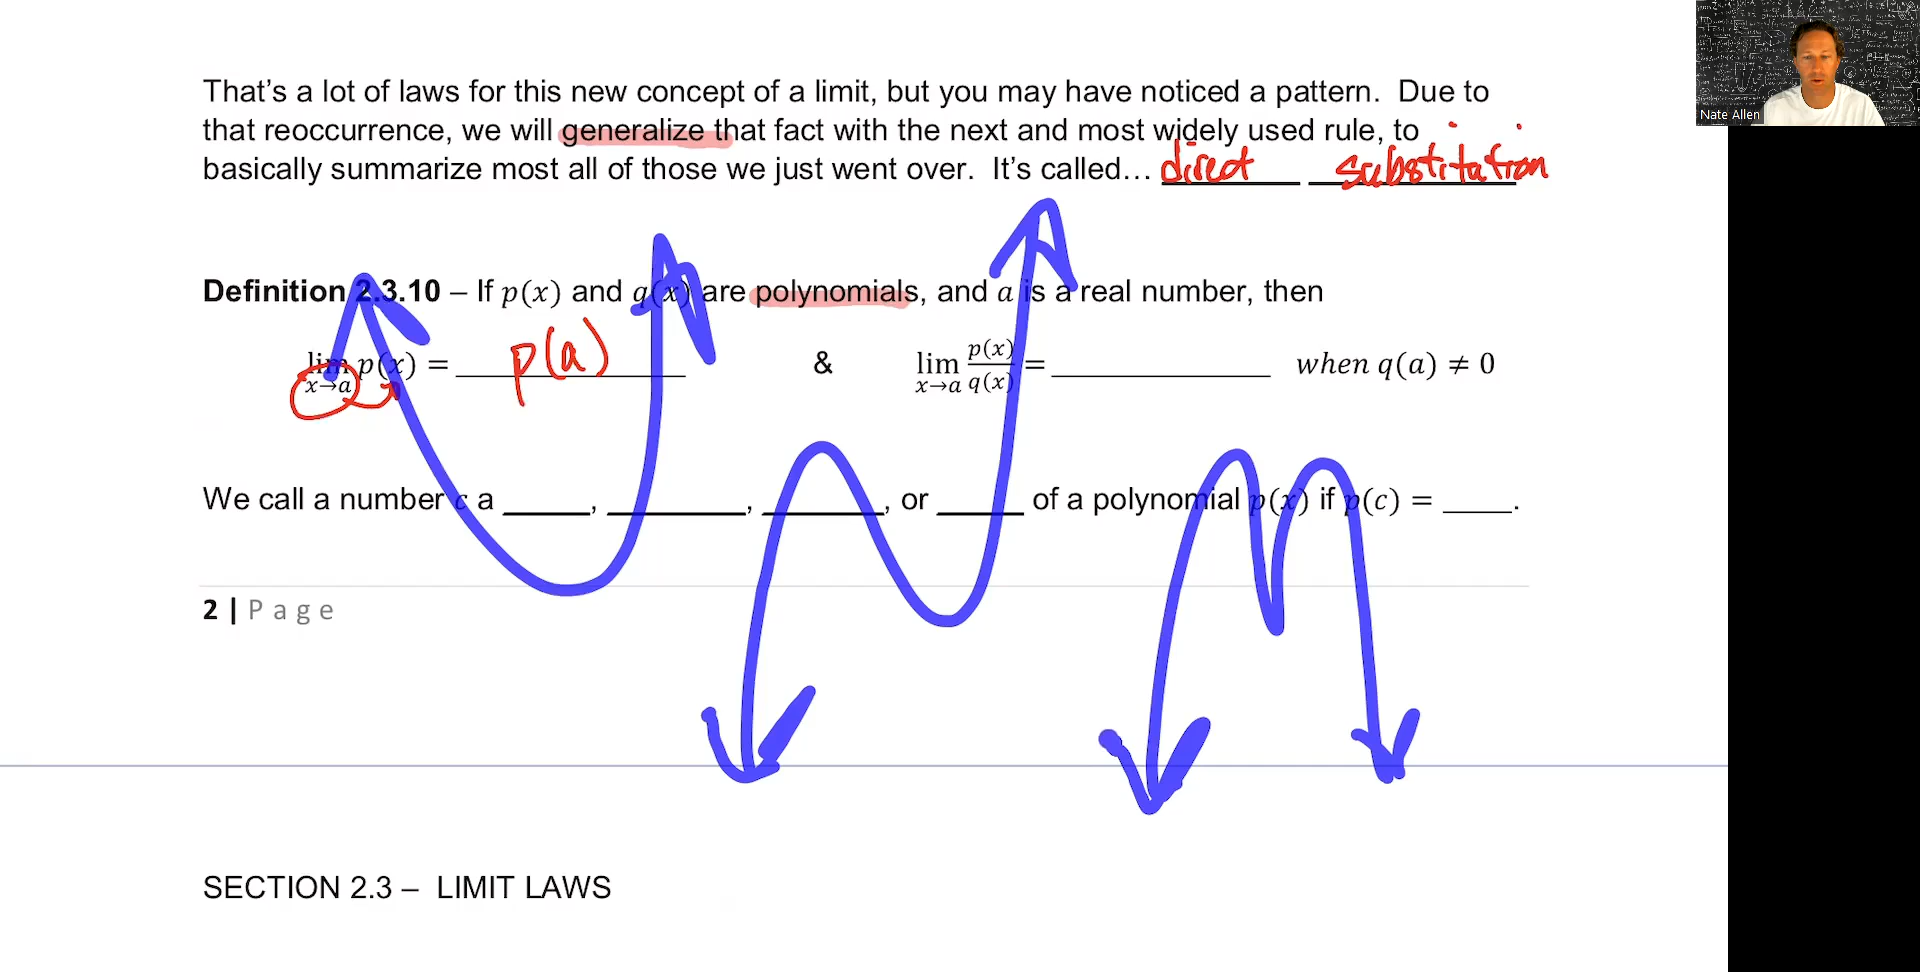 That's a lot of laws for this new concept of a limit, but you may have noticed a pattern. Due to
that reoccurrence, we will generalize that fact with the next and most widely used rule, to
basically summarize most all of those we just went over. It's called... direct substitution
Definition 2.3.10 – If p(x) and q(x) are polynomials, and a is a real number, then
lim x→a p(x) = p(a) & lim x→a p(x)/q(x) = __________ when q(a) ≠ 0
We call a number c a _____, ________, _______, or _____ of a polynomial p(x) if p(c) = ____.
2 | Page
SECTION 2.3 – LIMIT LAWS
Nate Allen